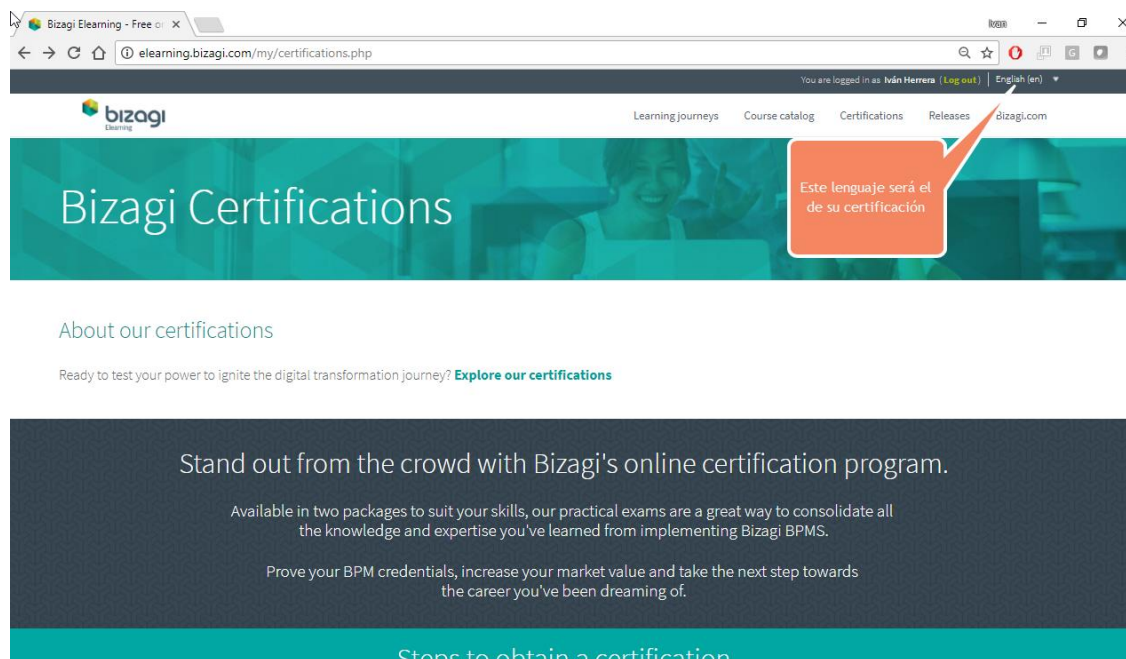 Bizagi Elearning - Free o
Ivan
elearning.bizagi.com/my/certifications.php
You are logged in as Iván Herrera (Log out) English (en)
bizagi
Elearning
Learning journeys Course catalog Certifications Releases Bizagi.com
Bizagi Certifications
Este lenguaje será el
de su certificación
About our certifications
Ready to test your power to ignite the digital transformation journey? Explore our certifications
Stand out from the crowd with Bizagi's online certification program.
Available in two packages to suit your skills, our practical exams are a great way to consolidate all
the knowledge and expertise you've learned from implementing Bizagi BPMS.
Prove your BPM credentials, increase your market value and take the next step towards
the career you've been dreaming of.
Steps to obtain a certification